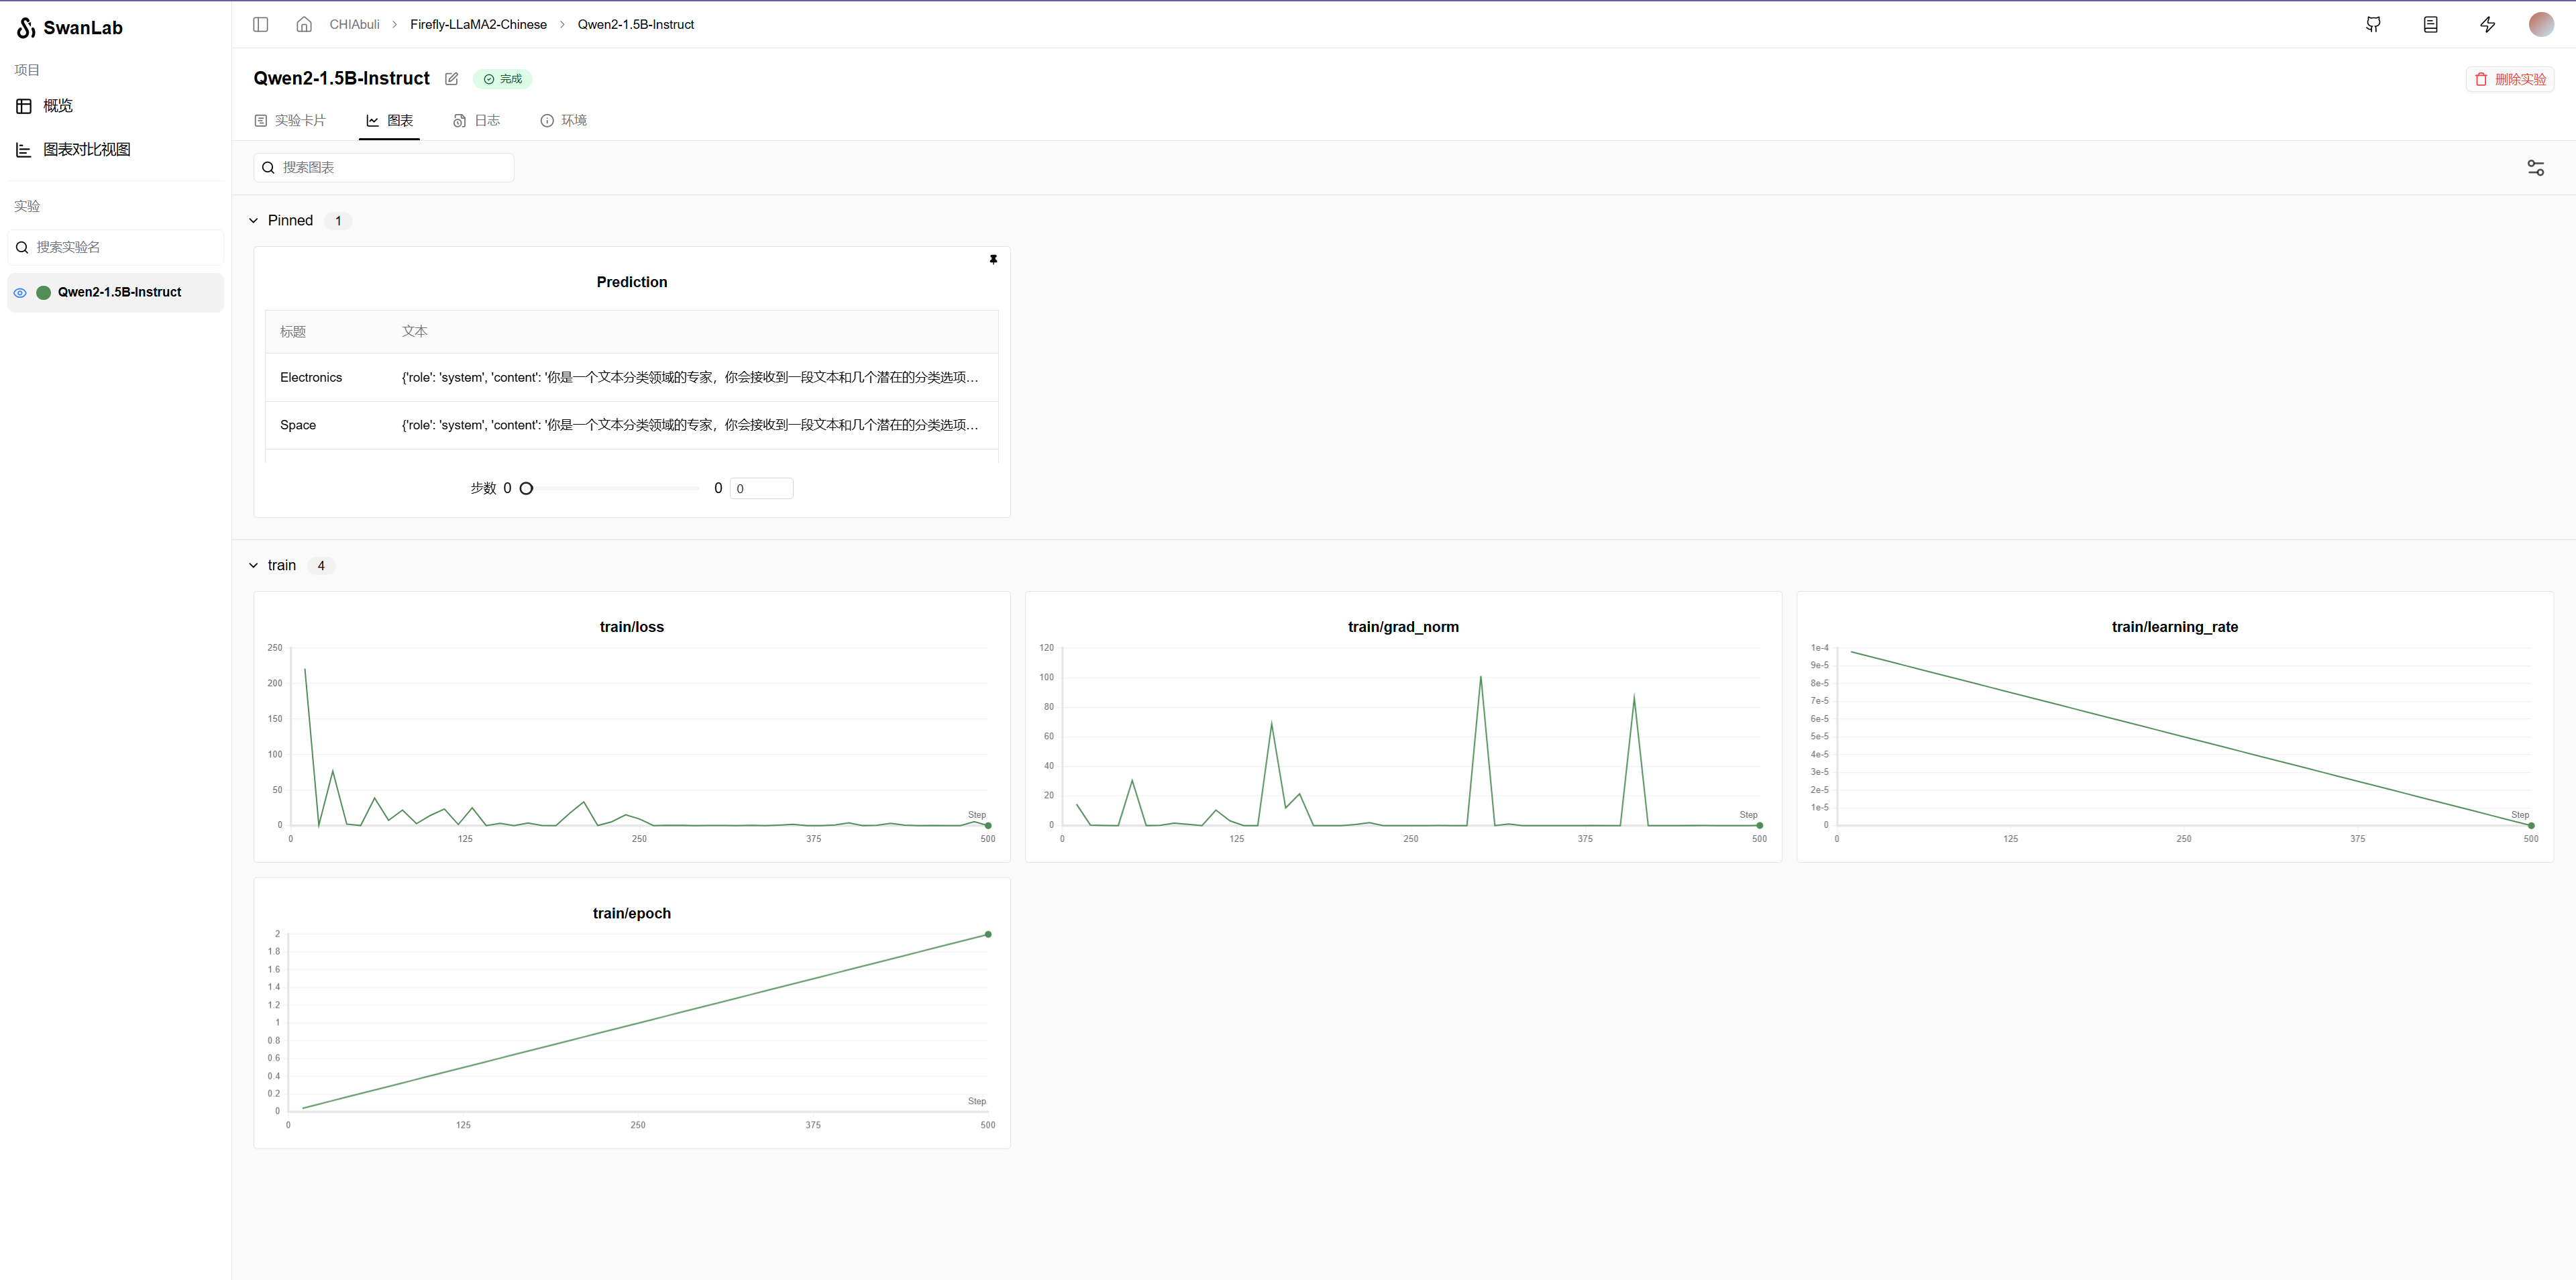 SwanLab
CHIAbuli > Firefly-LLaMA2-Chinese > Qwen2-1.5B-Instruct
项目
概览
图表对比视图
实验
搜索实验名
Qwen2-1.5B-Instruct
Qwen2-1.5B-Instruct 完成
删除实验
实验卡片 图表 日志 环境
搜索图表
Pinned 1
Prediction
标题 文本
Electronics {'role': 'system', 'content': '你是一个文本分类领域的专家，你会接收到一段文本和几个潜在的分类选项...
Space {'role': 'system', 'content': '你是一个文本分类领域的专家，你会接收到一段文本和几个潜在的分类选项...
步数 0 0 0
train 4
train/loss
250
200
150
100
50
0
Step
0 125 250 375 500
train/grad_norm
120
100
80
60
40
20
0
Step
0 125 250 375 500
train/learning_rate
1e-4
9e-5
8e-5
7e-5
6e-5
5e-5
4e-5
3e-5
2e-5
1e-5
0
Step
0 125 250 375 500
train/epoch
2
1.8
1.6
1.4
1.2
1
0.8
0.6
0.4
0.2
0
Step
0 125 250 375 500